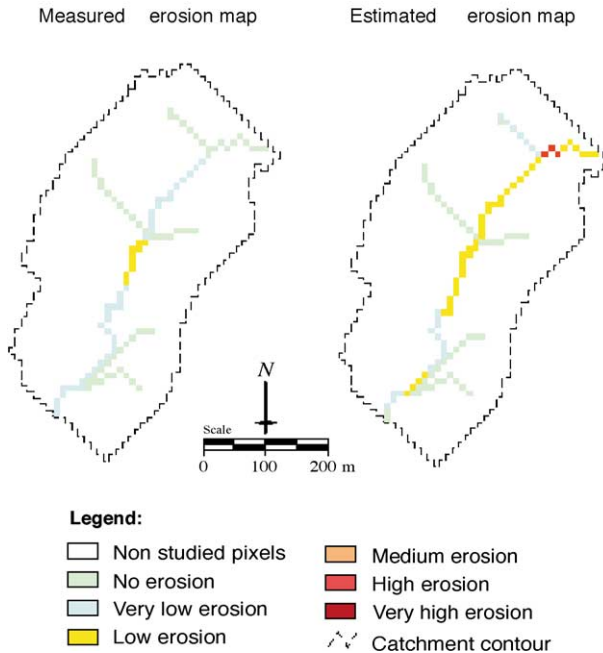 Measured erosion map
Estimated erosion map
N
Scale
0 100 200 m
Legend:
Non studied pixels
No erosion
Very low erosion
Low erosion
Medium erosion
High erosion
Very high erosion
Catchment contour